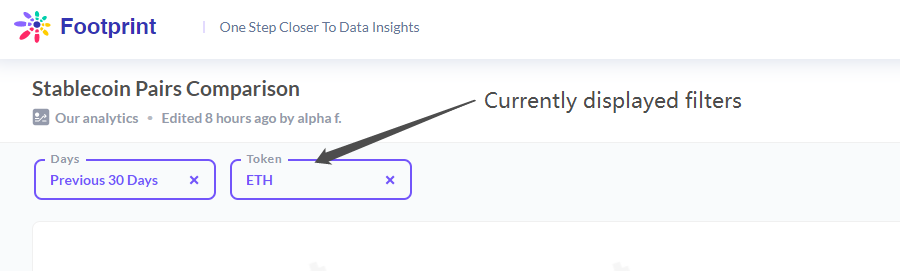 Footprint
One Step Closer To Data Insights
Stablecoin Pairs Comparison
Currently displayed filters
Our analytics • Edited 8 hours ago by alpha f.
Days
Token
Previous 30 Days ×
ETH ×